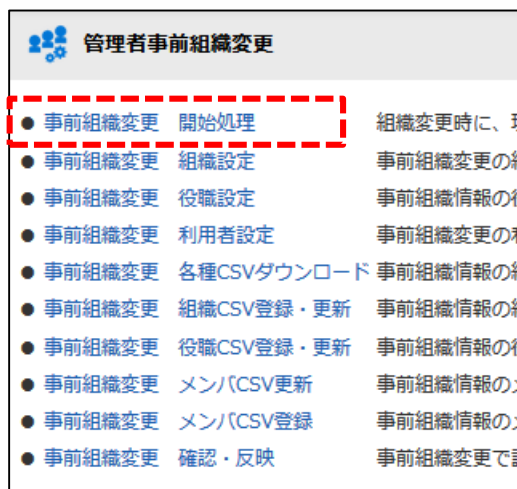 管理者事前組織変更
● 事前組織変更 開始処理 組織変更時に、
● 事前組織変更 組織設定 事前組織変更の
● 事前組織変更 役職設定 事前組織情報の
● 事前組織変更 利用者設定 事前組織変更の
● 事前組織変更 各種CSVダウンロード 事前組織情報の
● 事前組織変更 組織CSV登録・更新 事前組織情報の
● 事前組織変更 役職CSV登録・更新 事前組織情報の
● 事前組織変更 メンバCSV更新 事前組織情報の
● 事前組織変更 メンバCSV登録 事前組織情報の
● 事前組織変更 確認・反映 事前組織変更で